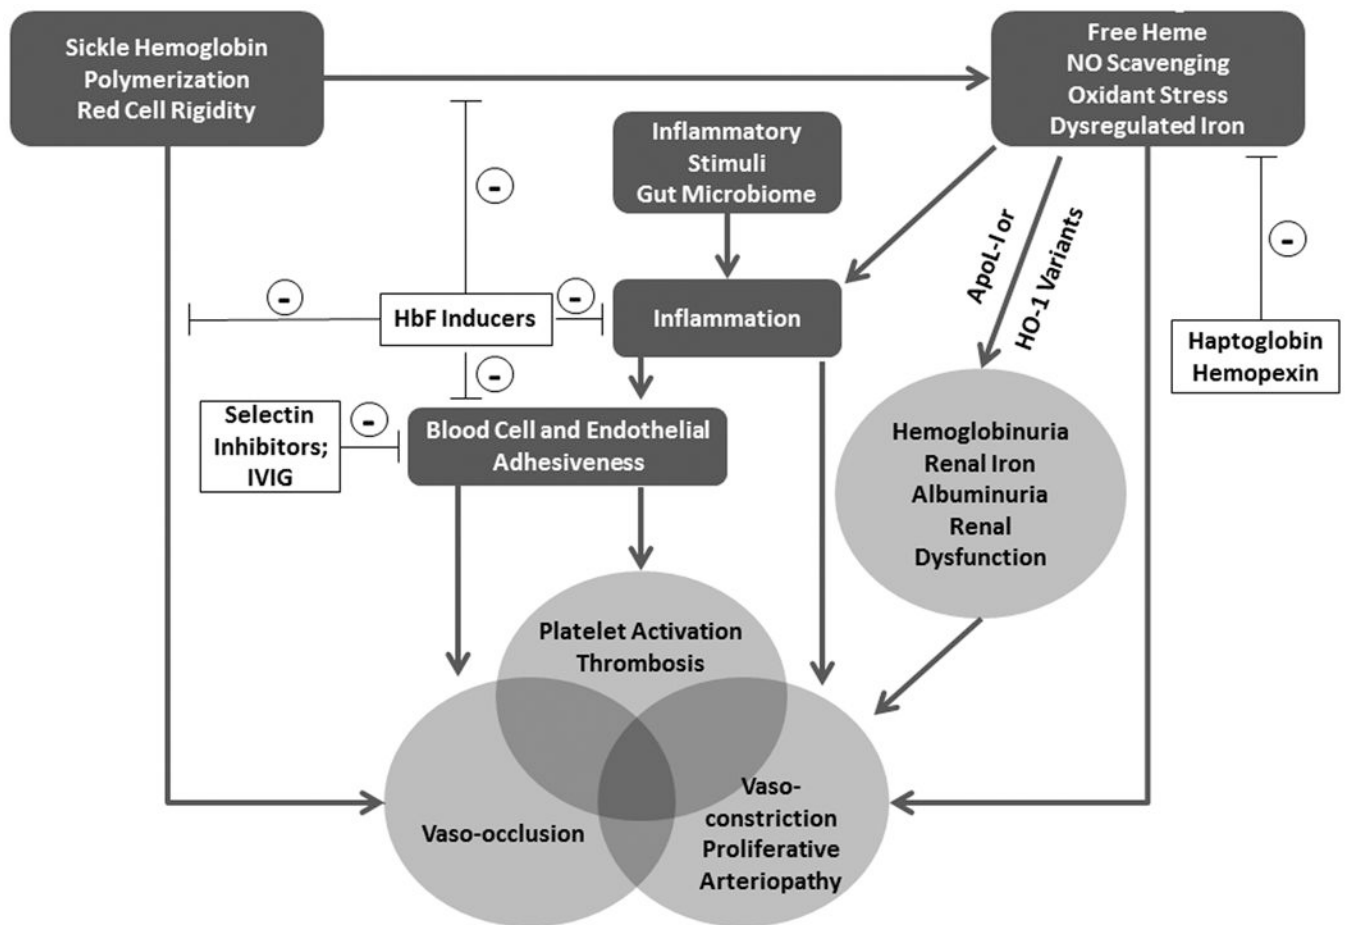 Sickle Hemoglobin
Polymerization
Red Cell Rigidity
Free Heme
NO Scavenging
Oxidant Stress
Dysregulated Iron
Inflammatory
Stimuli
Gut Microbiome
-
-
-
-
ApoL-I or
HO-1 Variants
HbF Inducers
Inflammation
Haptoglobin
Hemopexin
-
Selectin
Inhibitors;
IVIG
-
Blood Cell and Endothelial
Adhesiveness
Hemoglobinuria
Renal Iron
Albuminuria
Renal
Dysfunction
Platelet Activation
Thrombosis
Vaso-occlusion
Vaso-
constriction
Proliferative
Arteriopathy